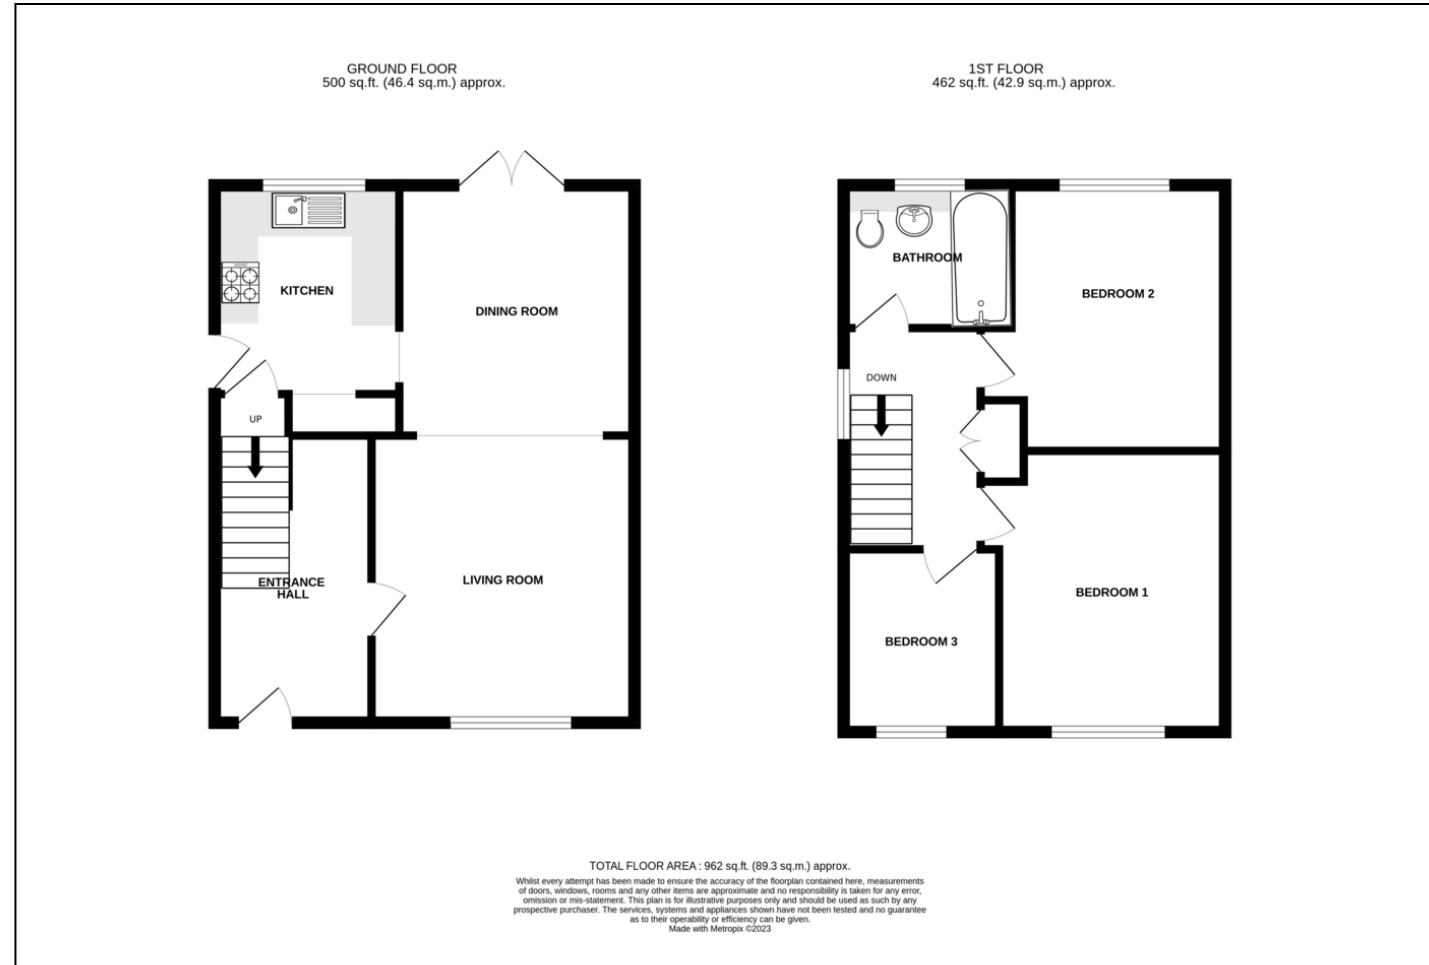 GROUND FLOOR
500 sq.ft. (46.4 sq.m.) approx.
1ST FLOOR
462 sq.ft. (42.9 sq.m.) approx.
KITCHEN
DINING ROOM
UP
ENTRANCE
HALL
LIVING ROOM
BATHROOM
BEDROOM 2
DOWN
BEDROOM 1
BEDROOM 3
TOTAL FLOOR AREA : 962 sq.ft. (89.3 sq.m.) approx.
Whilst every attempt has been made to ensure the accuracy of the floorplan contained here, measurements
of doors, windows, rooms and any other items are approximate and no responsibility is taken for any error,
omission or mis-statement. This plan is for illustrative purposes only and should be used as such by any
prospective purchaser. The services, systems and appliances shown have not been tested and no guarantee
as to their operability or efficiency can be given.
Made with Metropix ©2023